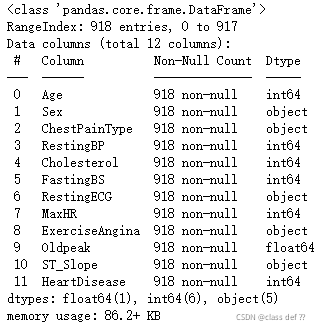 <class 'pandas.core.frame.DataFrame'>
RangeIndex: 918 entries, 0 to 917
Data columns (total 12 columns):
 #   Column          Non-Null Count  Dtype
---  ------          --------------  -----
 0   Age             918 non-null    int64
 1   Sex             918 non-null    object
 2   ChestPainType   918 non-null    object
 3   RestingBP       918 non-null    int64
 4   Cholesterol     918 non-null    int64
 5   FastingBS       918 non-null    int64
 6   RestingECG      918 non-null    object
 7   MaxHR           918 non-null    int64
 8   ExerciseAngina  918 non-null    object
 9   Oldpeak         918 non-null    float64
 10  ST_Slope        918 non-null    object
 11  HeartDisease    918 non-null    int64
dtypes: float64(1), int64(6), object(5)
memory usage: 86.2+ KB
CSDN @class def ??